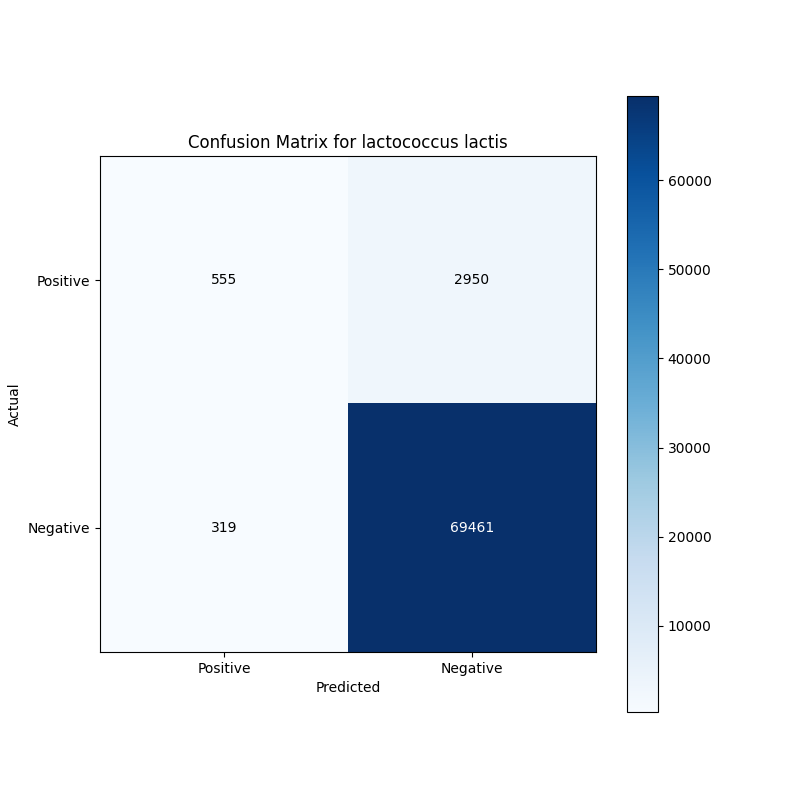 Confusion Matrix for lactococcus lactis
Actual
Positive
555
2950
Negative
319
69461
Positive
Negative
Predicted
60000
50000
40000
30000
20000
10000